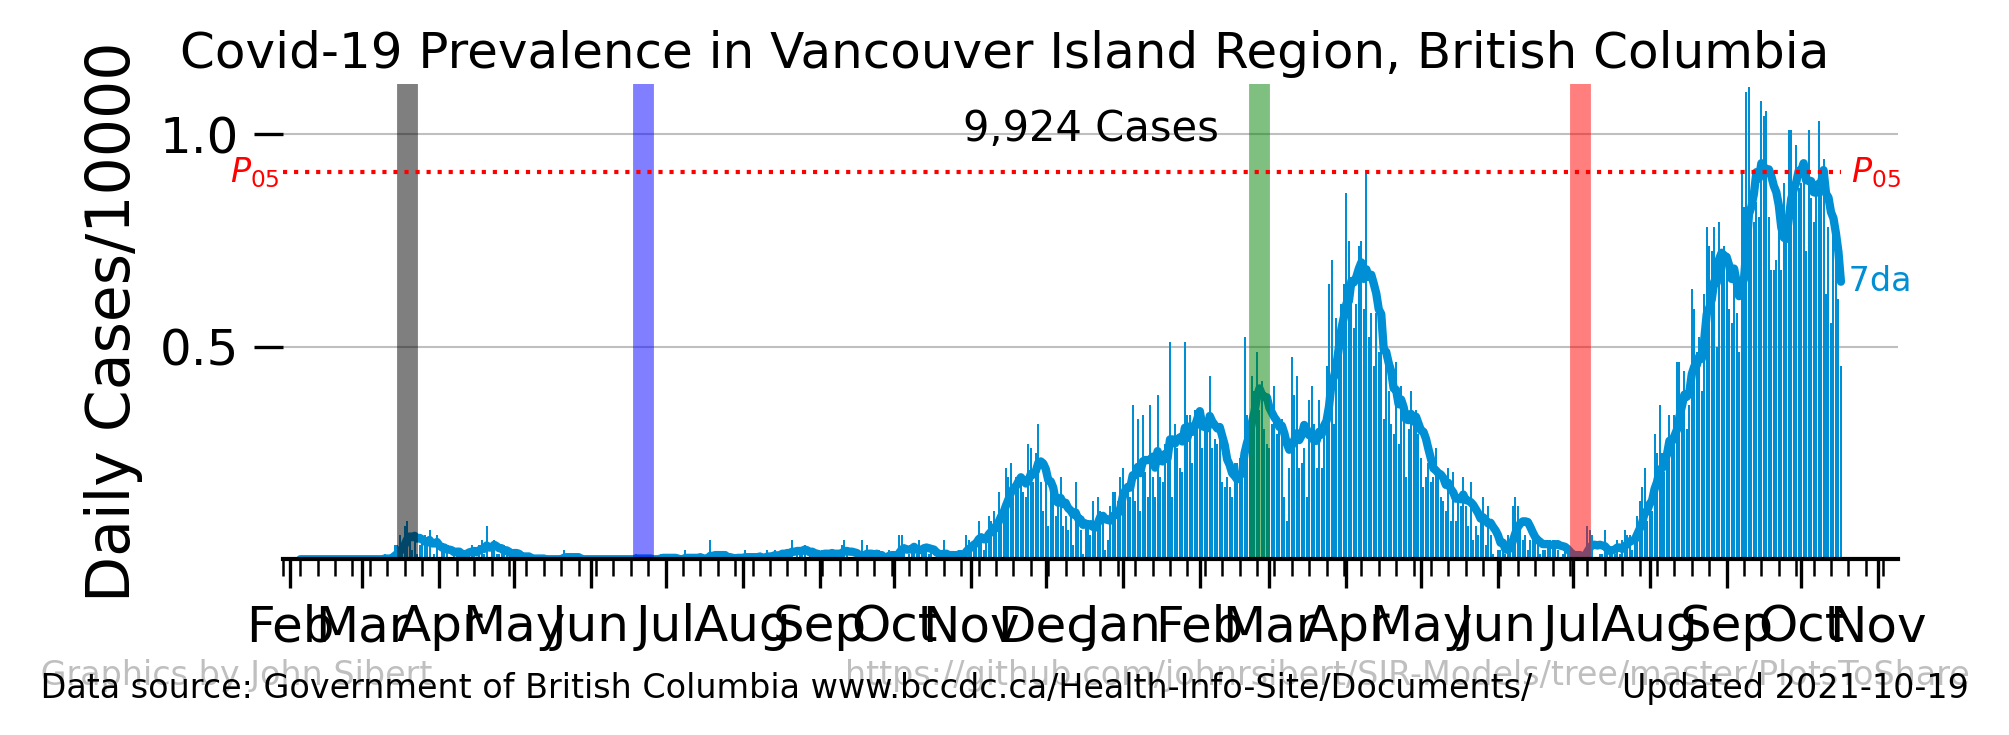 Covid-19 Prevalence in Vancouver Island Region, British Columbia
Daily Cases/10000
9,924 Cases
1.0
P05 P05
0.5
7da
Feb Mar Apr May Jun Jul Aug Sep Oct Nov Dec Jan Feb Mar Apr May Jun Jul Aug Sep Oct Nov
Graphics by John Sibert https://github.com/johnrsibert/SIR-Models/tree/master/PlotsToShare
Data source: Government of British Columbia www.bccdc.ca/Health-Info-Site/Documents/ Updated 2021-10-19